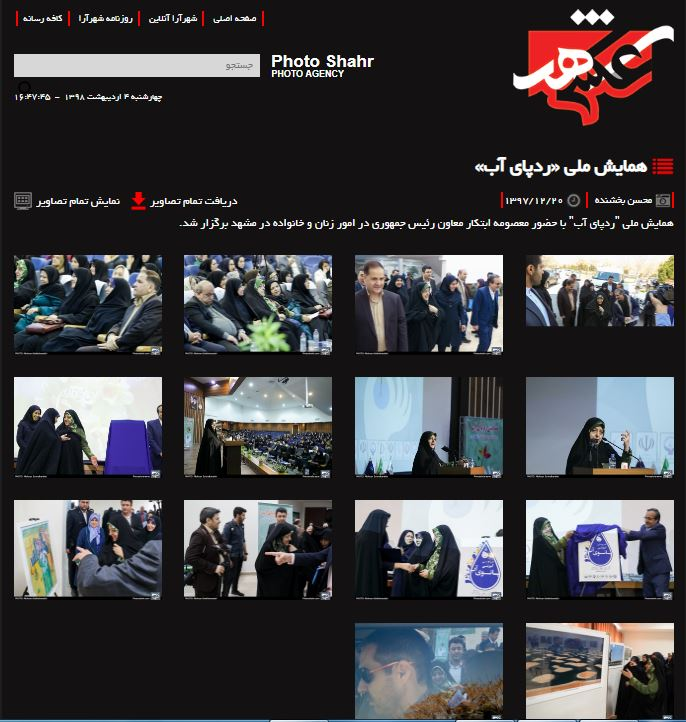 صفحه اصلی
شهرآرا آنلاین
روزنامه شهرآرا
کافه رسانه
عکس شهر
Photo Shahr
PHOTO AGENCY
جستجو
چهارشنبه ۴ اردیبهشت ۱۳۹۸ – ۱۶:۴۷:۴۵
همایش ملی «ردپای آب»
محسن بخشنده
۱۳۹۷/۱۲/۲۰
دریافت تمام تصاویر
نمایش تمام تصاویر
همایش ملی "ردپای آب" با حضور معصومه ابتکار معاون رئیس جمهوری در امور زنان و خانواده در مشهد برگزار شد.